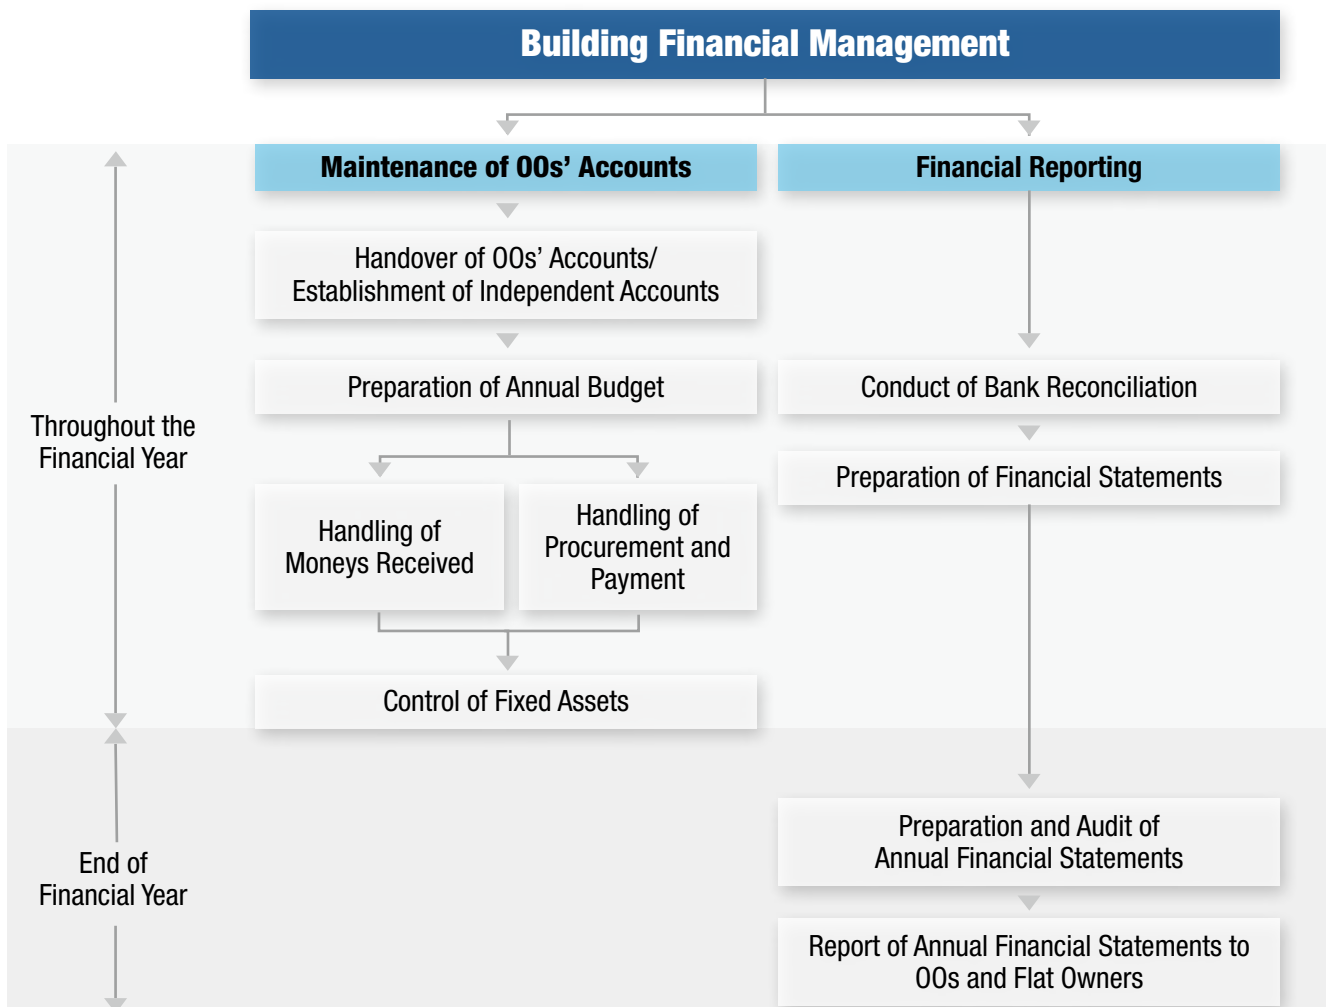 Building Financial Management
Maintenance of OOs’ Accounts
Financial Reporting
Handover of OOs’ Accounts/
Establishment of Independent Accounts
Preparation of Annual Budget
Conduct of Bank Reconciliation
Throughout the
Financial Year
Preparation of Financial Statements
Handling of
Moneys Received
Handling of
Procurement and
Payment
Control of Fixed Assets
End of
Financial Year
Preparation and Audit of
Annual Financial Statements
Report of Annual Financial Statements to
OOs and Flat Owners